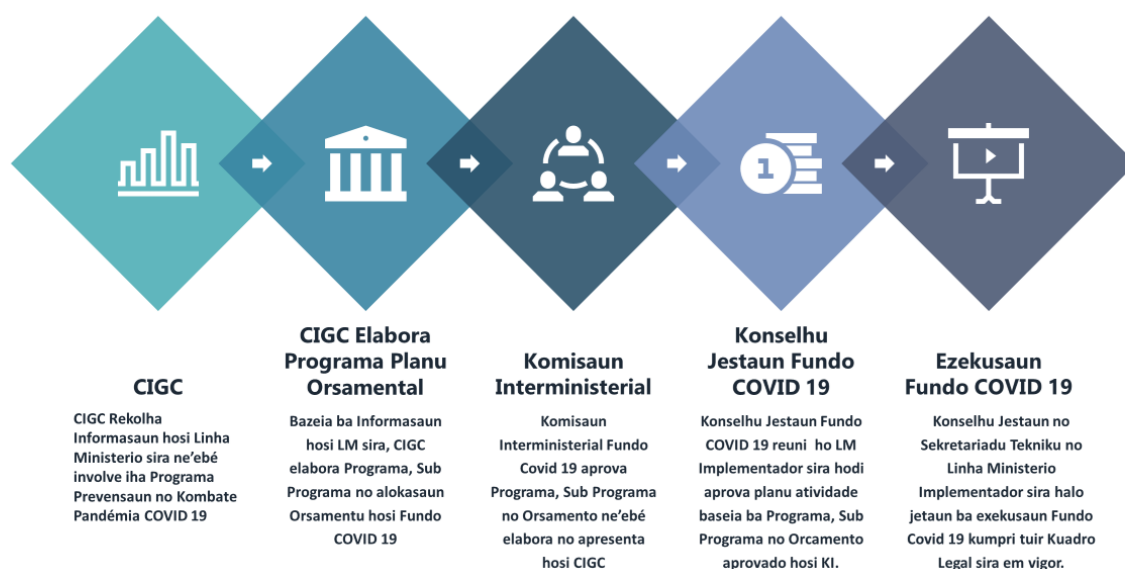 1
CIGC
CIGC Rekolha
Informasaun hosi Linha
Ministerio sira ne'ebé
involve iha Programa
Prevensaun no Kombate
Pandémia COVID 19
CIGC Elabora
Programa Planu
Orsamental
Bazeia ba Informasaun
hosi LM sira, CIGC
elabora Programa, Sub
Programa no alokasaun
Orsamentu hosi Fundo
COVID 19
Komisaun
Interministerial
Komisaun
Interministerial Fundo
Covid 19 aprova
Programa, Sub Programa
no Orsamento ne'ebé
elabora no apresenta
hosi CIGC
Konselhu
Jestaun Fundo
COVID 19
Konselhu Jestaun Fundo
COVID 19 reuni ho LM
Implementador sira hodi
aprova planu atividade
baseia ba Programa, Sub
Programa no Orcamento
aprovado hosi KI.
Ezekusaun
Fundo COVID 19
Konselhu Jestaun no
Sekretariadu Tekniku no
Linha Ministerio
Implementador sira halo
jetaun ba exekusaun Fundo
Covid 19 kumpri tuir Kuadro
Legal sira em vigor.